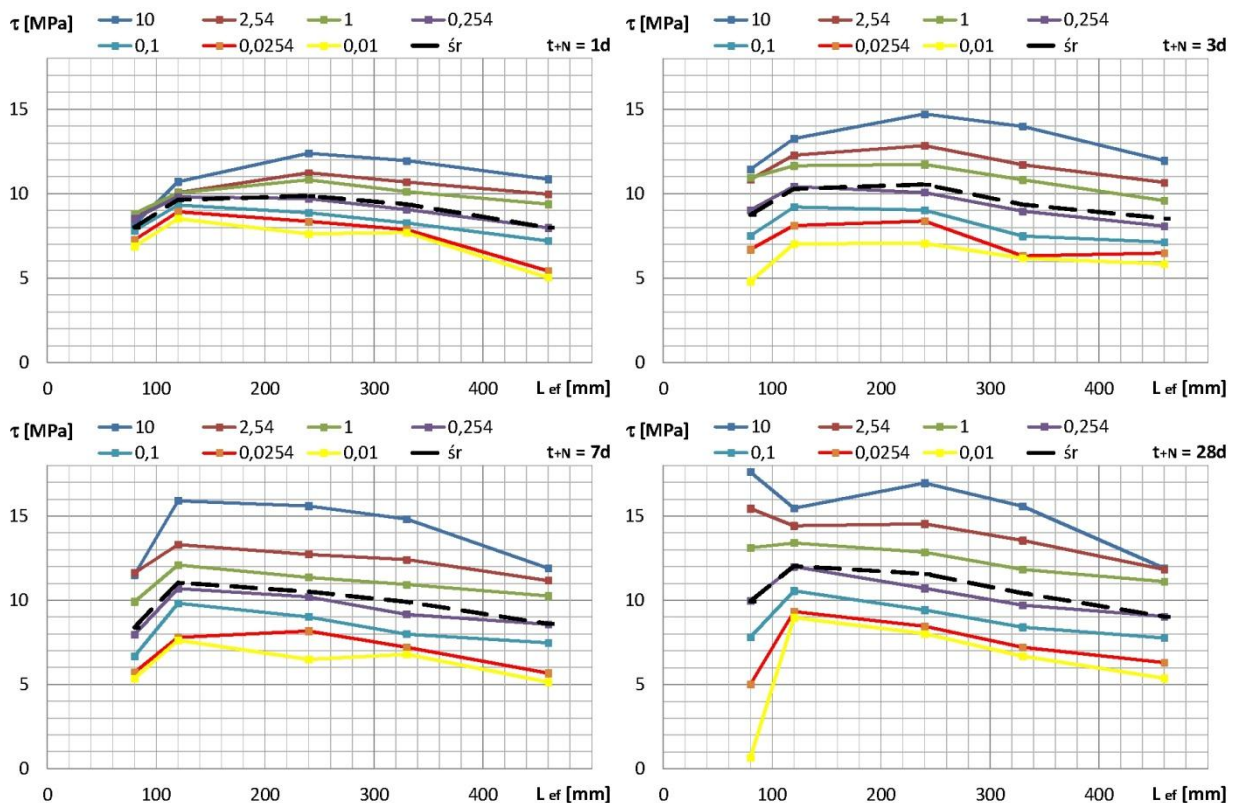 τ [MPa] 10 2,54 1 0,254
0,1 0,0254 0,01 śr t+N = 1d
15
10
5
0
0 100 200 300 400 L ef [mm]
τ [MPa] 10 2,54 1 0,254
0,1 0,0254 0,01 śr t+N = 3d
15
10
5
0
0 100 200 300 400 L ef [mm]
τ [MPa] 10 2,54 1 0,254
0,1 0,0254 0,01 śr t+N = 7d
15
10
5
0
0 100 200 300 400 L ef [mm]
τ [MPa] 10 2,54 1 0,254
0,1 0,0254 0,01 śr t+N = 28d
15
10
5
0
0 100 200 300 400 L ef [mm]